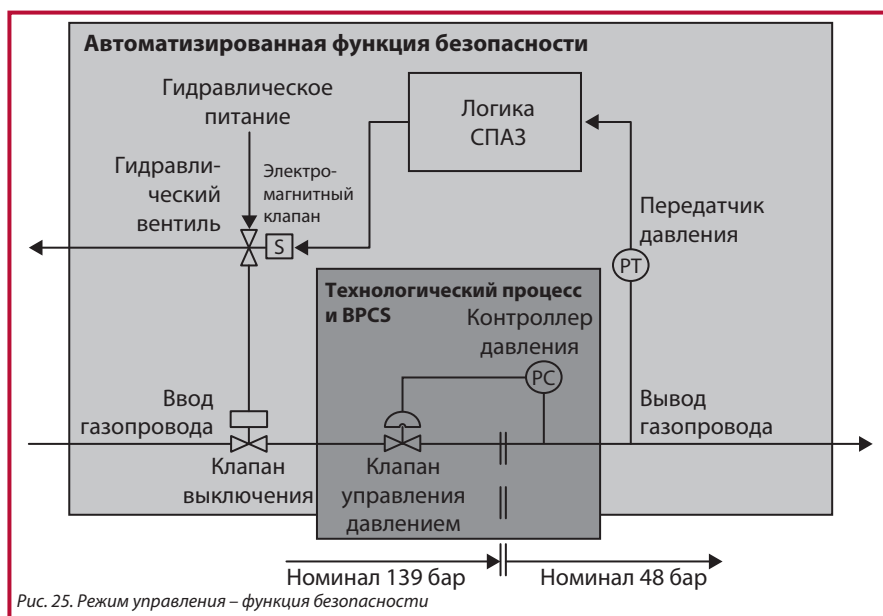 Автоматизированная функция безопасности
Гидравлическое
питание
Логика
СПАЗ
Гидравли-
ческий
вентиль
Электро-
магнитный
клапан
S
Передатчик
давления
PT
Технологический процесс
и BPCS
Контроллер
давления
PC
Ввод
газопровода
Вывод
газопровода
Клапан
выключения
Клапан
управления
давлением
Номинал 139 бар
Номинал 48 бар
Рис. 25. Режим управления – функция безопасности